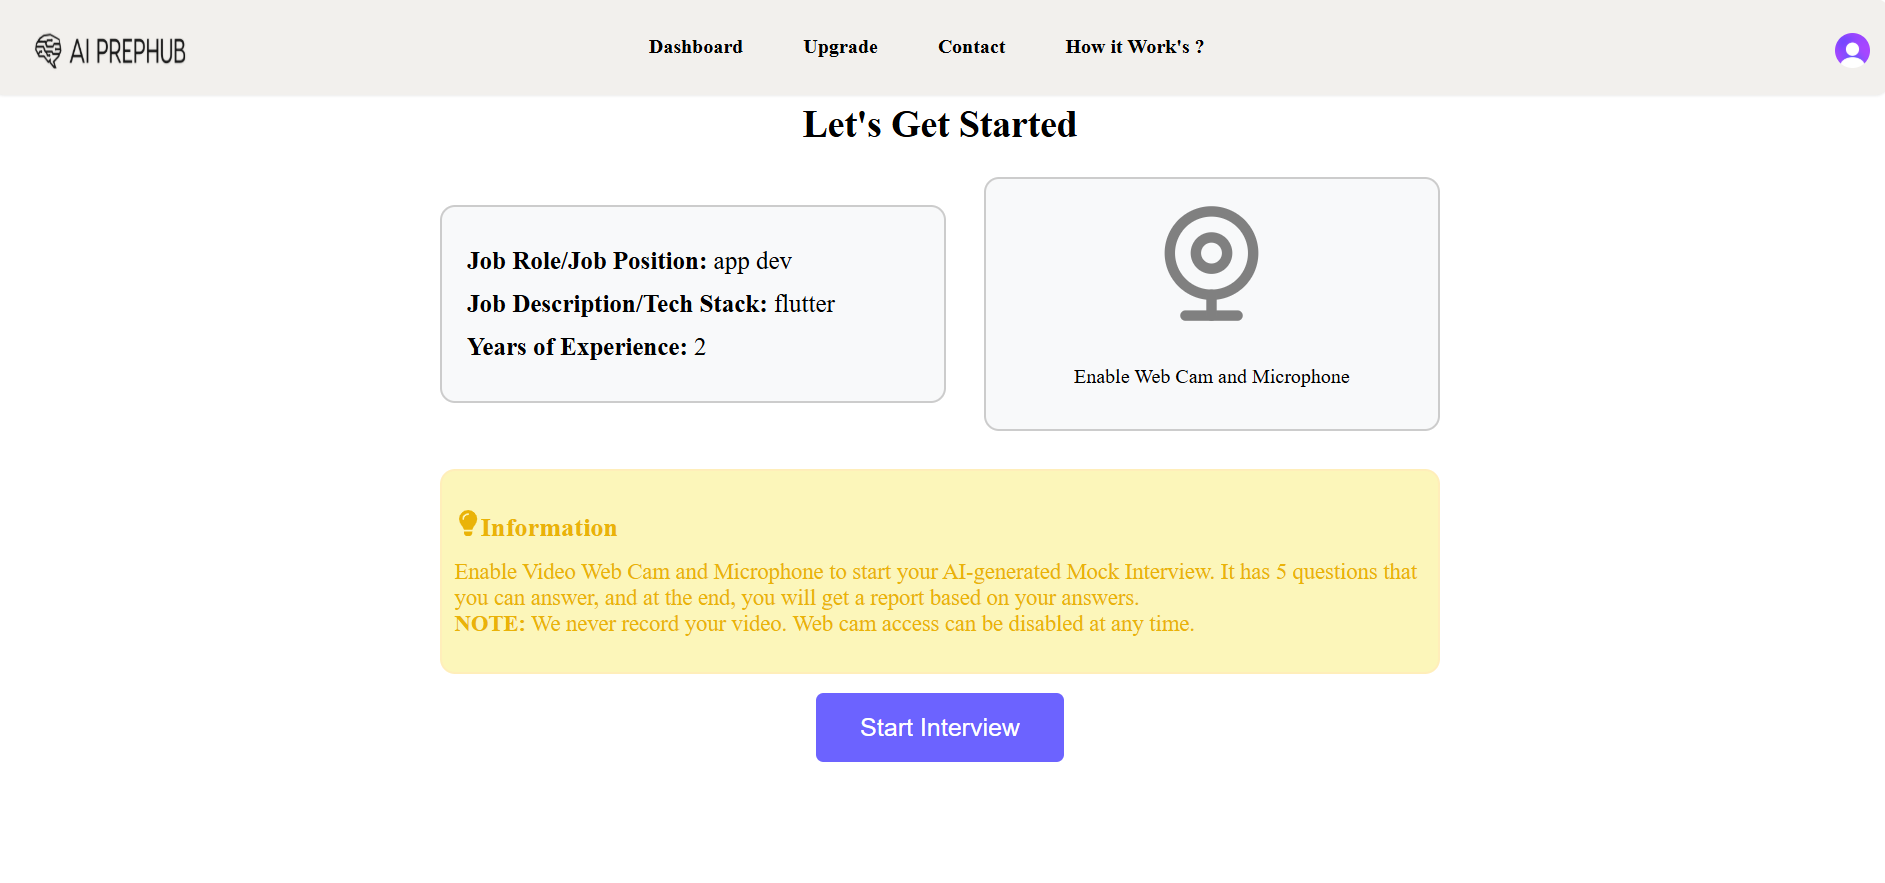 AI PREPHUB
Dashboard
Upgrade
Contact
How it Work's ?
Let's Get Started
Job Role/Job Position: app dev
Job Description/Tech Stack: flutter
Years of Experience: 2
Enable Web Cam and Microphone
Information
Enable Video Web Cam and Microphone to start your AI-generated Mock Interview. It has 5 questions that
you can answer, and at the end, you will get a report based on your answers.
NOTE: We never record your video. Web cam access can be disabled at any time.
Start Interview